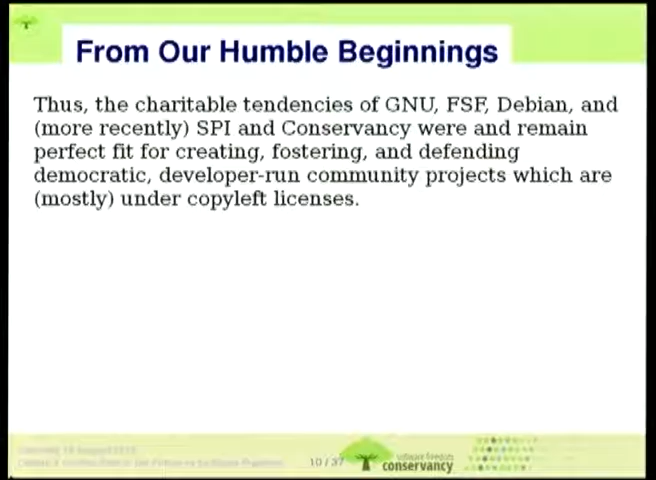 From Our Humble Beginnings
Thus, the charitable tendencies of GNU, FSF, Debian, and
(more recently) SPI and Conservancy were and remain
perfect fit for creating, fostering, and defending
democratic, developer-run community projects which are
(mostly) under copyleft licenses.
10 / 37
software freedom
conservancy